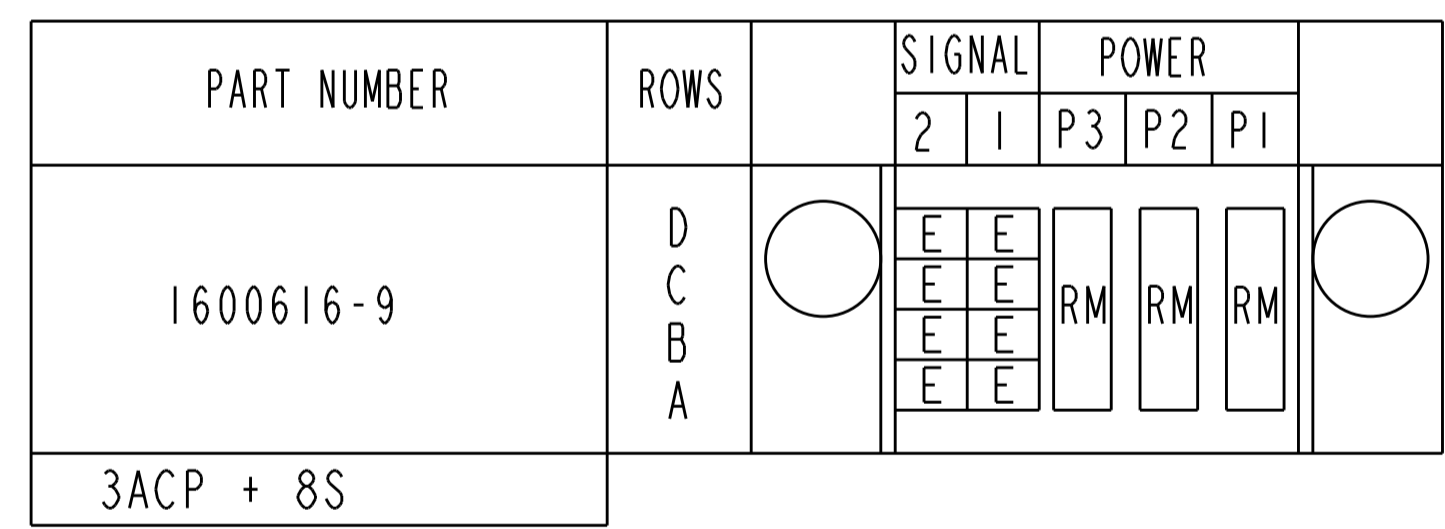 PART NUMBER ROWS SIGNAL POWER
2 1 P3 P2 P1
D E E
C E E
1600616-9 RM RM RM
B E E
A E E
3ACP + 8S